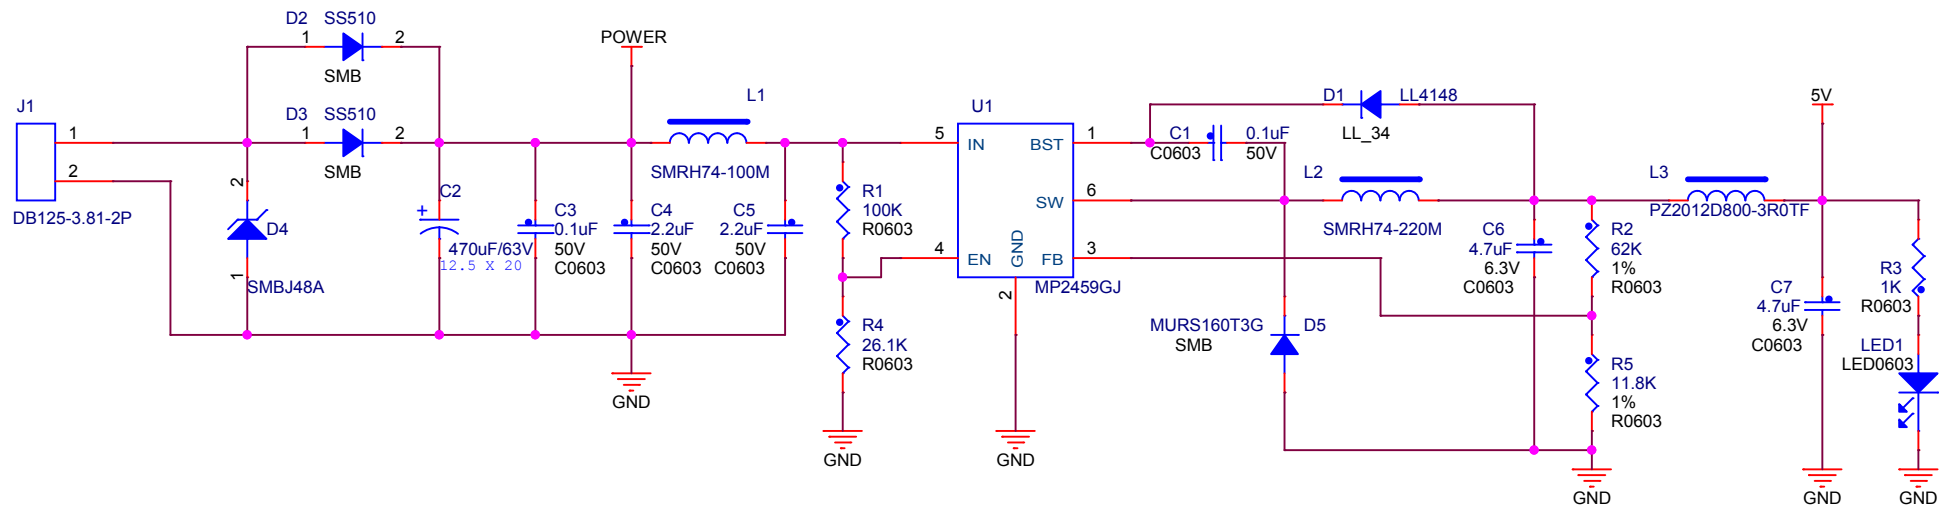 D2 SS510
1 2
SMB
POWER
J1
D3 SS510
1 2
SMB
1
2
DB125-3.81-2P
2
D4
1
SMBJ48A
C2
+
470uF/63V
12.5 X 20
C3
0.1uF
50V
C0603
C4
2.2uF
50V
C0603
L1
SMRH74-100M
C5
2.2uF
50V
C0603
GND
R1
100K
R0603
R4
26.1K
R0603
GND
U1
5 IN BST 1
SW 6
4 EN GND FB 3
2
MP2459GJ
GND
D1 LL4148
LL_34
C1 0.1uF
C0603 50V
L2
SMRH74-220M
MURS160T3G D5
SMB
C6
4.7uF
6.3V
C0603
R2
62K
1%
R0603
R5
11.8K
1%
R0603
GND
L3
PZ2012D800-3R0TF
5V
C7
4.7uF
6.3V
C0603
GND
R3
1K
R0603
LED1
LED0603
GND